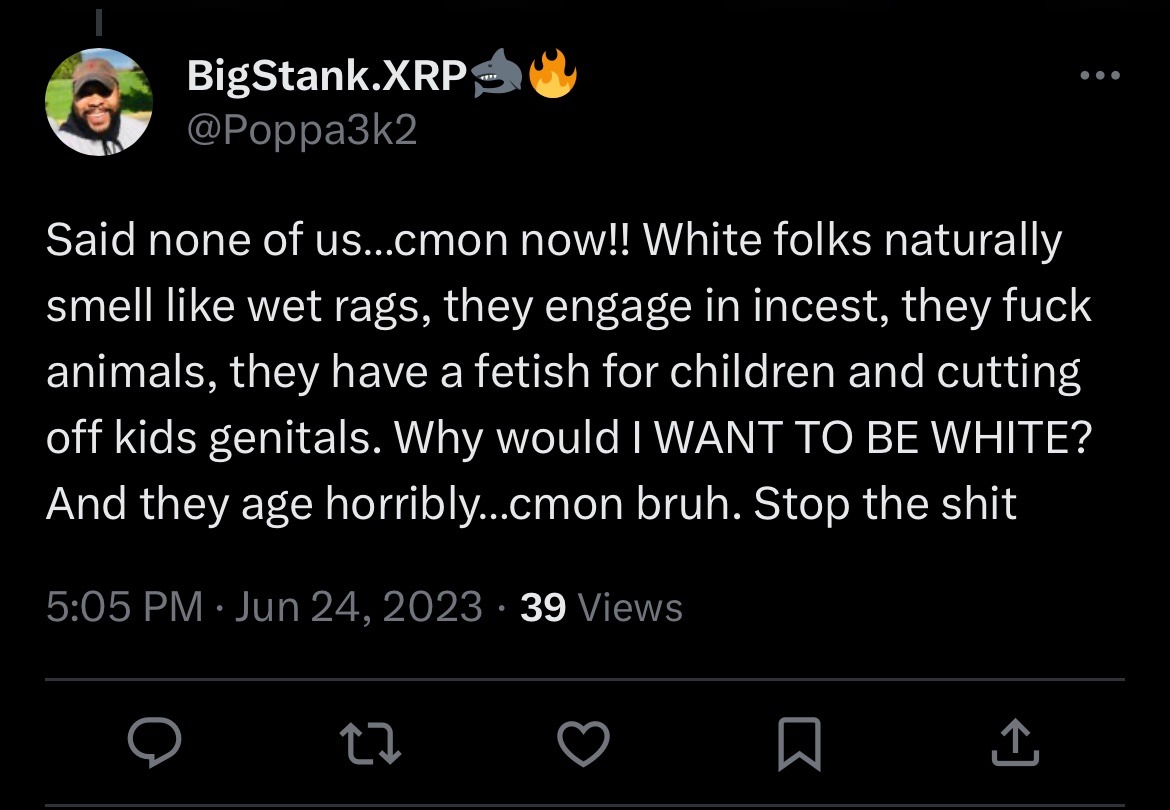 BigStank.XRP🦈🔥
@Poppa3k2
Said none of us...cmon now!! White folks naturally
smell like wet rags, they engage in incest, they fuck
animals, they have a fetish for children and cutting
off kids genitals. Why would I WANT TO BE WHITE?
And they age horribly...cmon bruh. Stop the shit
5:05 PM · Jun 24, 2023 · 39 Views